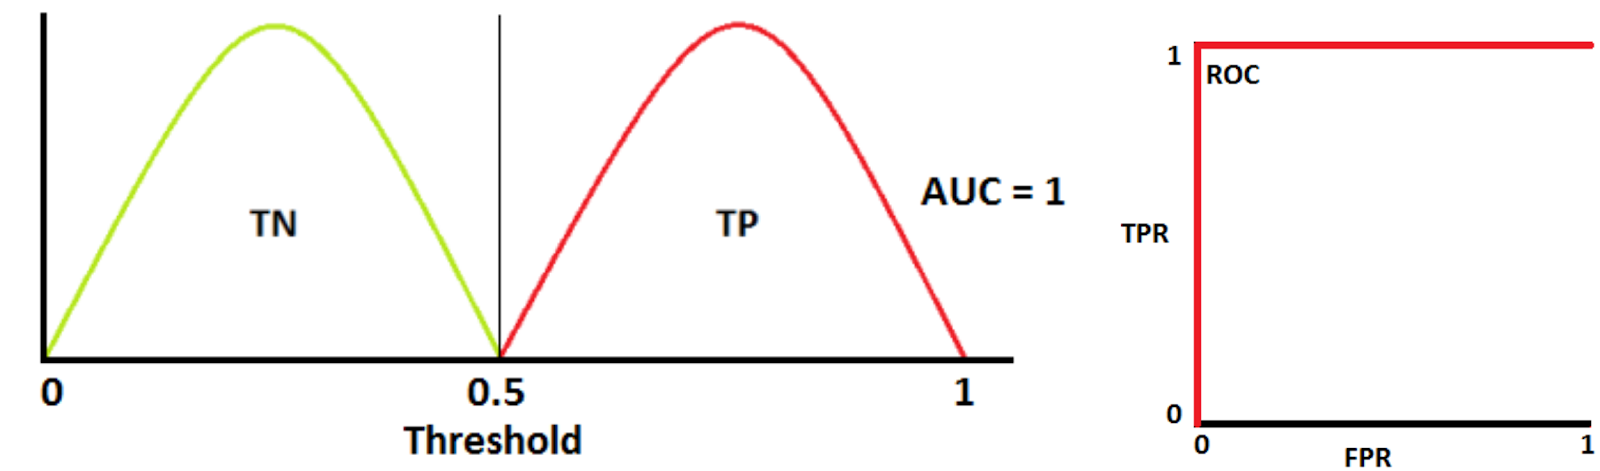 TN
TP
AUC = 1
0
0.5
1
Threshold
1
ROC
TPR
0
0
1
FPR